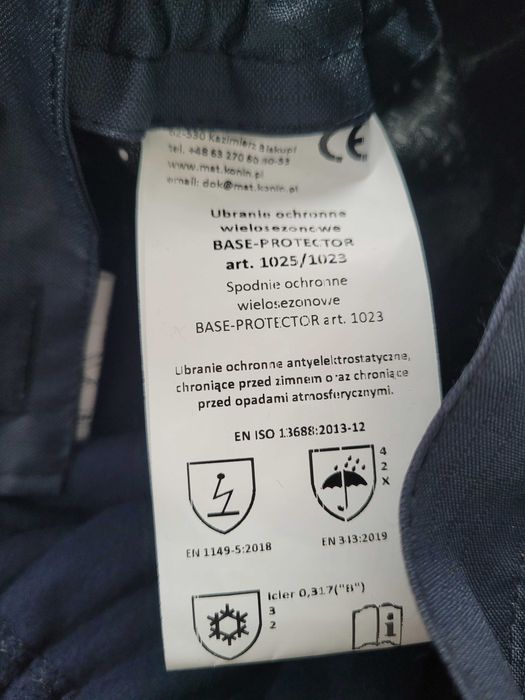 62-530 Kazimierz Biskupi
tel. +48 63 270 60 50-53
www.mat.konin.pl
email: dok@mat.konin.pl
CE
Ubranie ochronne
wielosezonowe
BASE-PROTECTOR
art. 1025/1023
Spodnie ochronne
wielosezonowe
BASE-PROTECTOR art. 1023
Ubranie ochronne antyelektrostatyczne,
chroniące przed zimnem oraz chroniące
przed opadami atmosferycznymi.
EN ISO 13688:2013-12
4
2
X
EN 1149-5:2018
EN 343:2019
Icler 0,317("B")
3
2
i